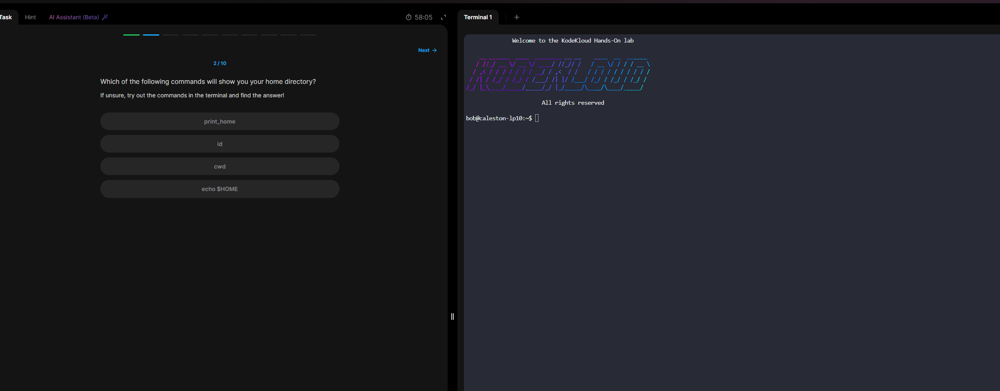 Task Hint AI Assistant (Beta) 58:05
Next →
2 / 10
Which of the following commands will show you your home directory?
If unsure, try out the commands in the terminal and find the answer!
print_home
id
cwd
echo $HOME
Terminal 1 +
Welcome to the KodeKloud Hands-On lab
KODEKLOUD
All rights reserved
bob@caleston-lp10:~$